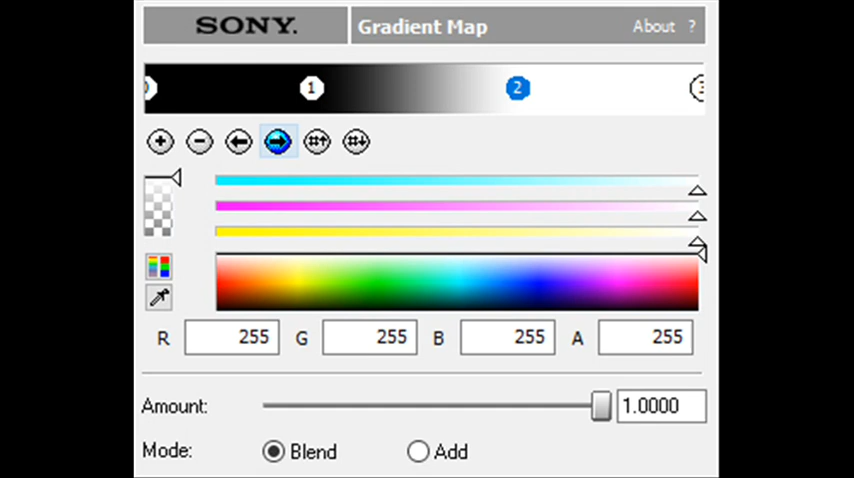 SONY. Gradient Map About ?
1 2
R 255 G 255 B 255 A 255
Amount: 1.0000
Mode: Blend Add